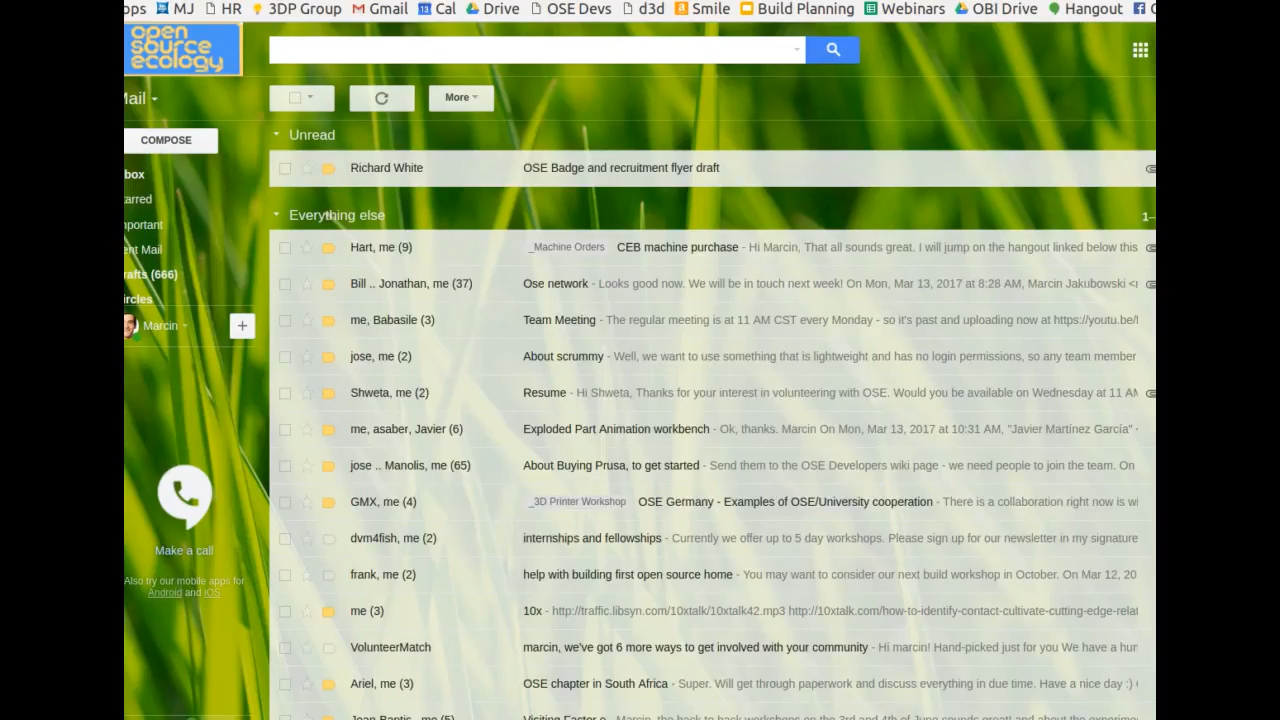 ops MJ HR 3DP Group Gmail 13 Cal Drive OSE Devs d3d Smile Build Planning Webinars OBI Drive Hangout
open
source
ecology
Mail
More
COMPOSE
Unread
Richard White OSE Badge and recruitment flyer draft
box
arred
nportant
ent Mail
rafts (666)
ircles
Marcin
+
Everything else 1–
Hart, me (9) _Machine Orders CEB machine purchase - Hi Marcin, That all sounds great. I will jump on the hangout linked below this
Bill .. Jonathan, me (37) Ose network - Looks good now. We will be in touch next week! On Mon, Mar 13, 2017 at 8:28 AM, Marcin Jakubowski <
me, Babasile (3) Team Meeting - The regular meeting is at 11 AM CST every Monday - so it's past and uploading now at https://youtu.be/
jose, me (2) About scrummy - Well, we want to use something that is lightweight and has no login permissions, so any team member
Shweta, me (2) Resume - Hi Shweta, Thanks for your interest in volunteering with OSE. Would you be available on Wednesday at 11 AM
me, asaber, Javier (6) Exploded Part Animation workbench - Ok, thanks. Marcin On Mon, Mar 13, 2017 at 10:31 AM, "Javier Martínez García" <
jose .. Manolis, me (65) About Buying Prusa, to get started - Send them to the OSE Developers wiki page - we need people to join the team. On
GMX, me (4) _3D Printer Workshop OSE Germany - Examples of OSE/University cooperation - There is a collaboration right now is wi
dvm4fish, me (2) internships and fellowships - Currently we offer up to 5 day workshops. Please sign up for our newsletter in my signature
frank, me (2) help with building first open source home - You may want to consider our next build workshop in October. On Mar 12, 20
me (3) 10x - http://traffic.libsyn.com/10xtalk/10xtalk42.mp3 http://10xtalk.com/how-to-identify-contact-cultivate-cutting-edge-relat
VolunteerMatch marcin, we've got 6 more ways to get involved with your community - Hi marcin! Hand-picked just for you We have a hun
Ariel, me (3) OSE chapter in South Africa - Super. Will get through paperwork and discuss everything in due time. Have a nice day :)
Make a call
Also try our mobile apps for
Android and iOS